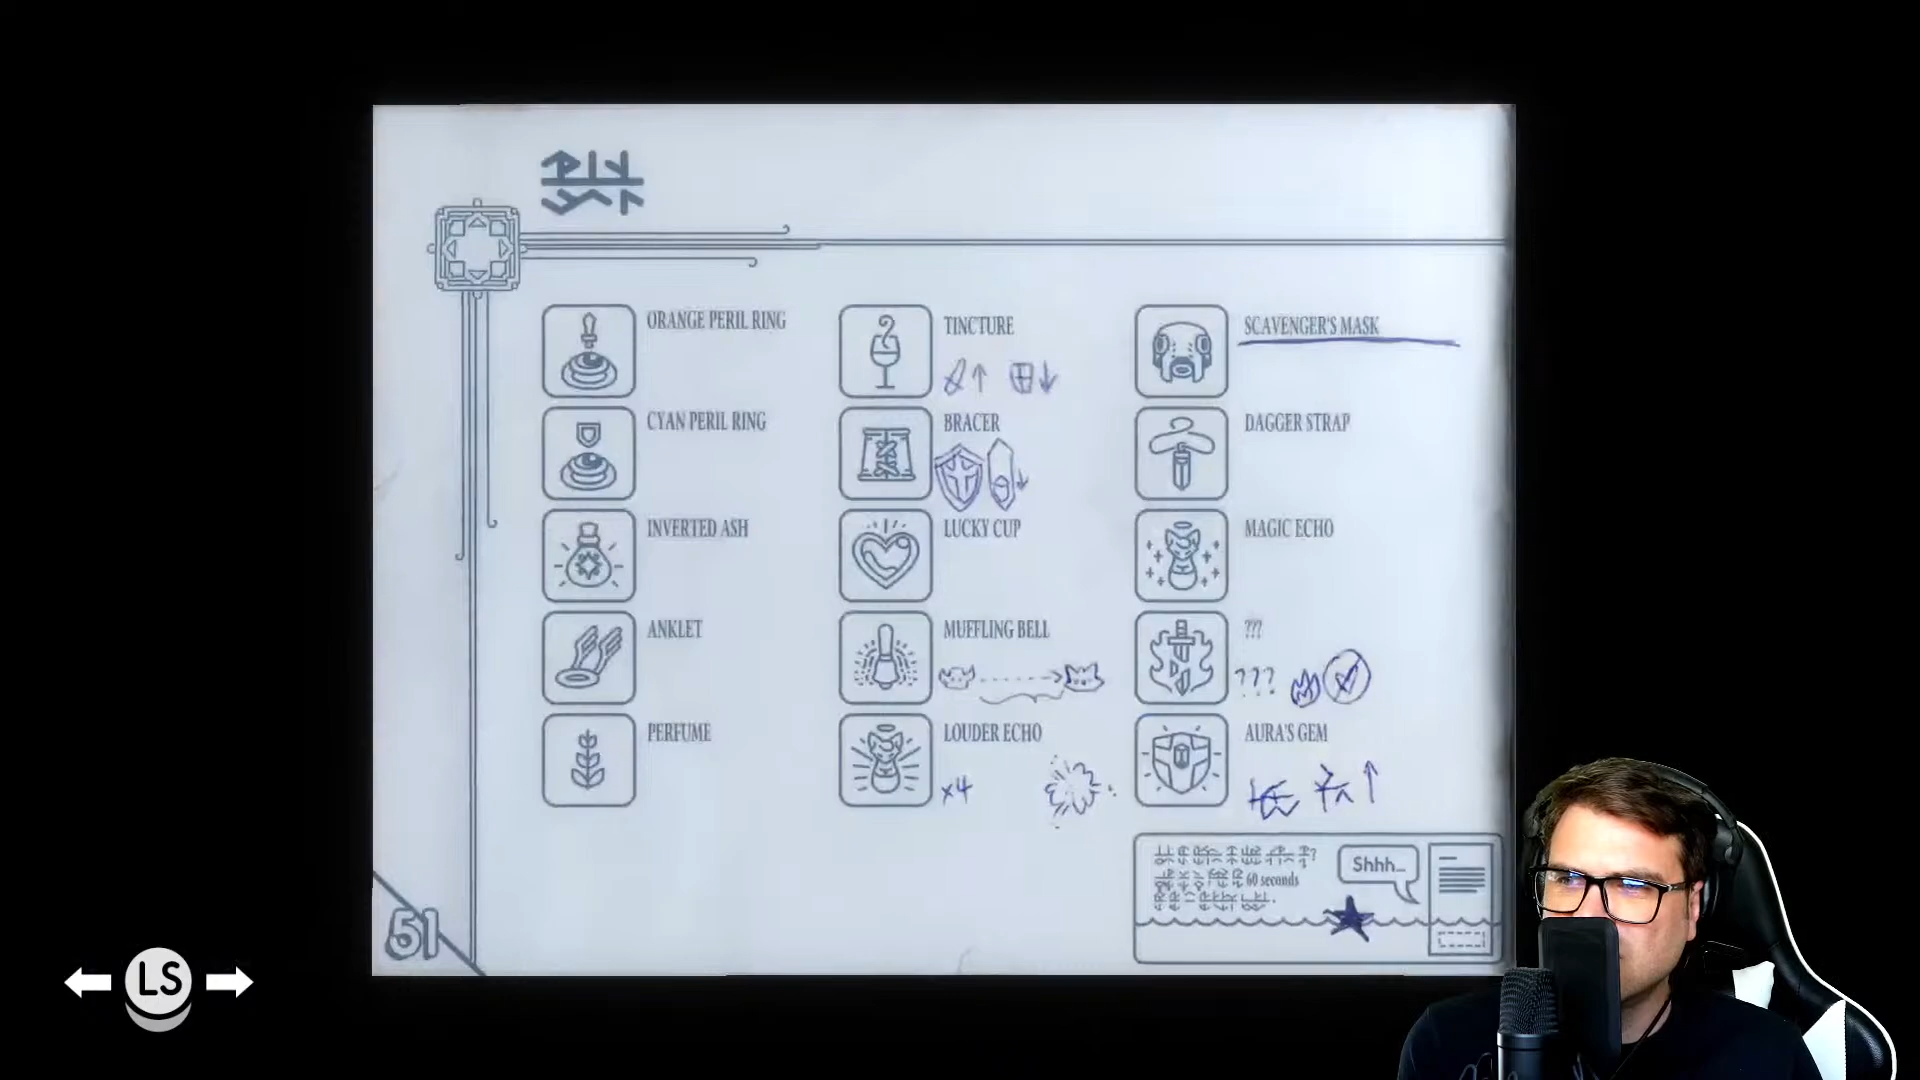 ORANGE PERIL RING
CYAN PERIL RING
INVERTED ASH
ANKLET
PERFUME
TINCTURE
BRACER
LUCKY CUP
MUFFLING BELL
LOUDER ECHO
x4
SCAVENGER'S MASK
DAGGER STRAP
MAGIC ECHO
???
???
AURA'S GEM
Shhh...
60 seconds
51
LS